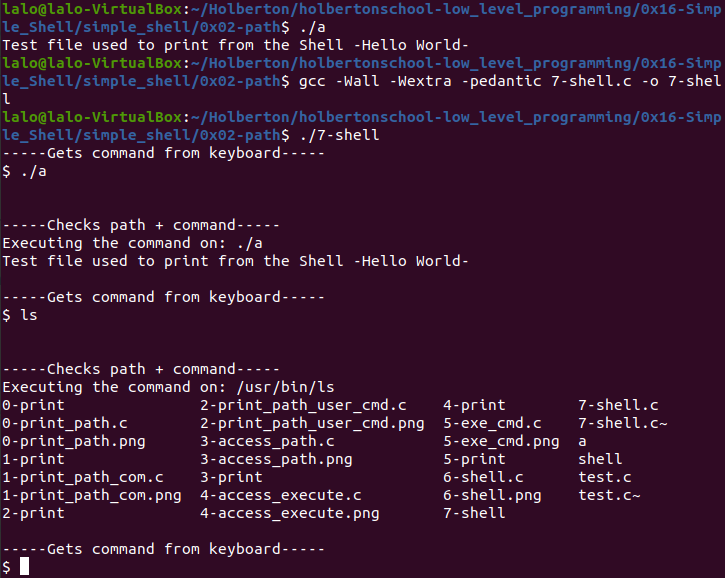 lalo@lalo-VirtualBox:~/Holberton/holbertonschool-low_level_programming/0x16-Simp
le_Shell/simple_shell/0x02-path$ ./a
Test file used to print from the Shell -Hello World-
lalo@lalo-VirtualBox:~/Holberton/holbertonschool-low_level_programming/0x16-Simp
le_Shell/simple_shell/0x02-path$ gcc -Wall -Wextra -pedantic 7-shell.c -o 7-shel
l
lalo@lalo-VirtualBox:~/Holberton/holbertonschool-low_level_programming/0x16-Simp
le_Shell/simple_shell/0x02-path$ ./7-shell
-----Gets command from keyboard-----
$ ./a
-----Checks path + command-----
Executing the command on: ./a
Test file used to print from the Shell -Hello World-
-----Gets command from keyboard-----
$ ls
-----Checks path + command-----
Executing the command on: /usr/bin/ls
0-print 2-print_path_user_cmd.c 4-print 7-shell.c
0-print_path.c 2-print_path_user_cmd.png 5-exe_cmd.c 7-shell.c~
0-print_path.png 3-access_path.c 5-exe_cmd.png a
1-print 3-access_path.png 5-print shell
1-print_path_com.c 3-print 6-shell.c test.c
1-print_path_com.png 4-access_execute.c 6-shell.png test.c~
2-print 4-access_execute.png 7-shell
-----Gets command from keyboard-----
$